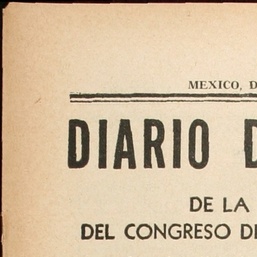 MEXICO, D
DIARIO D
DE LA
DEL CONGRESO DE